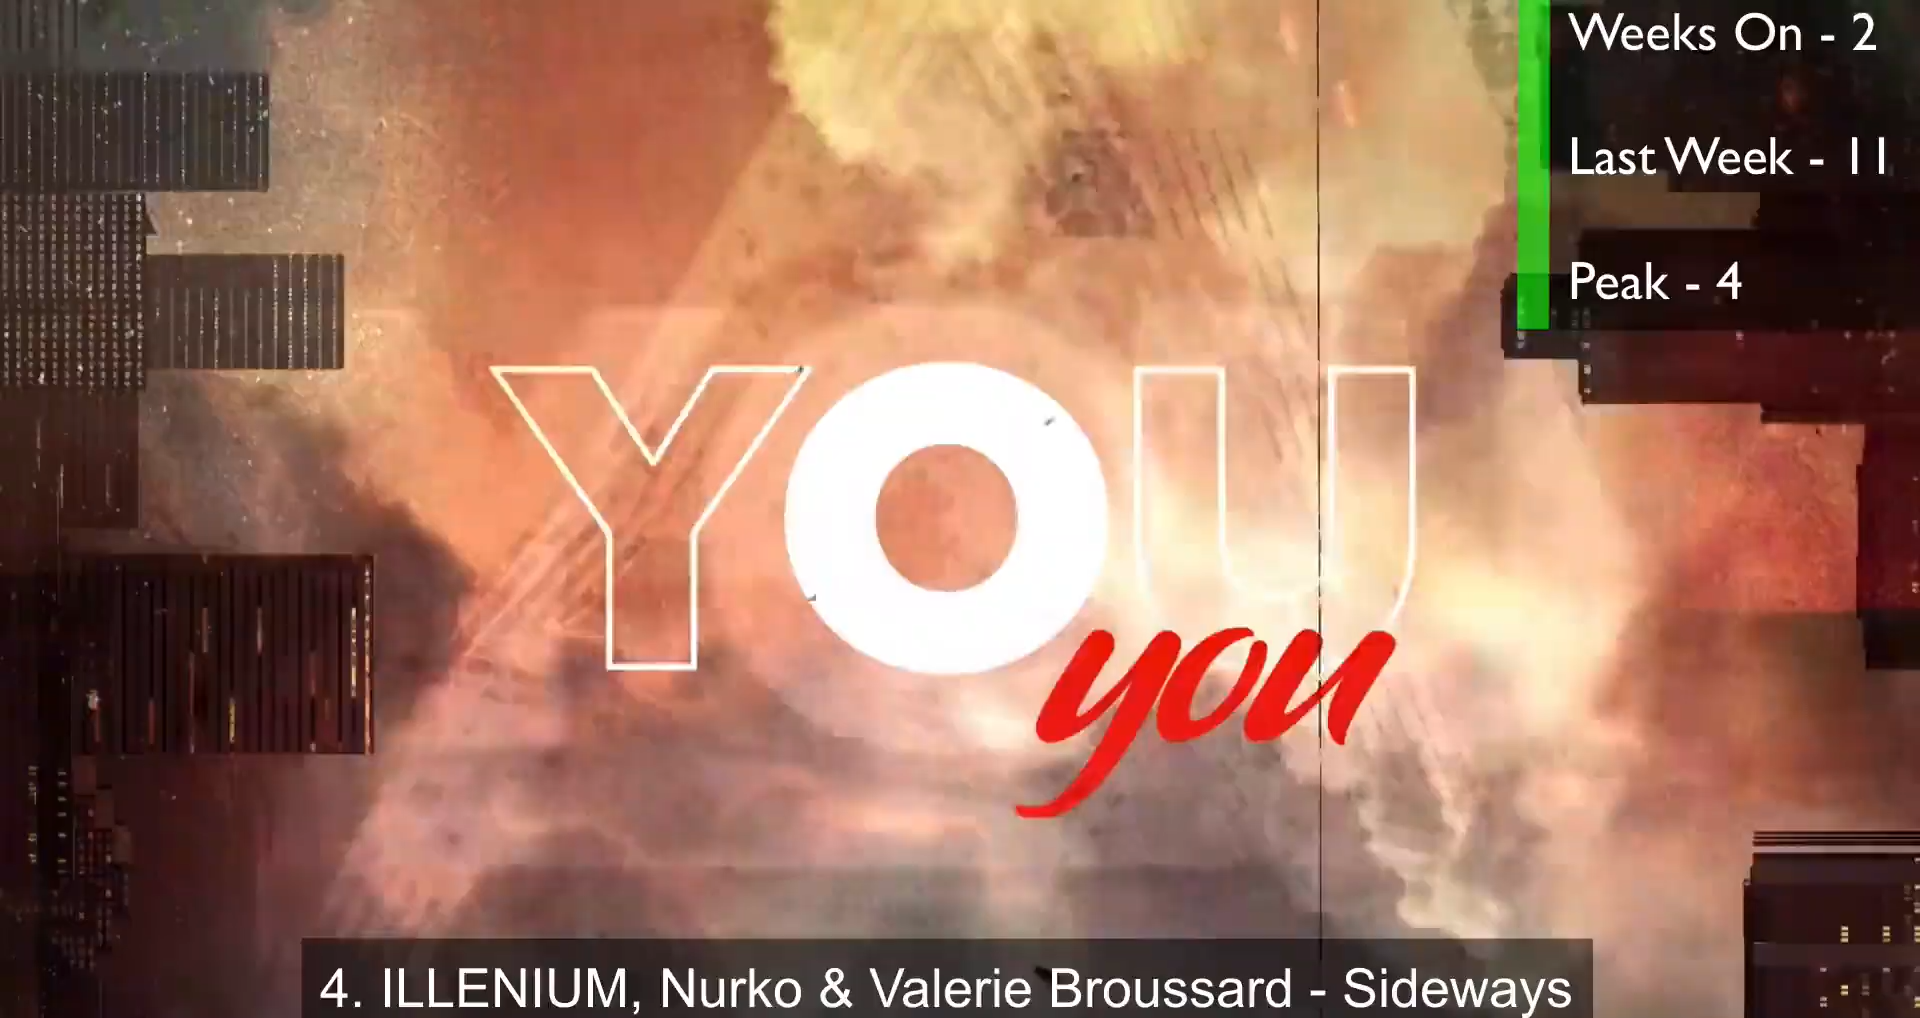 Weeks On - 2
Last Week - 11
Peak - 4
YOU
you
4. ILLENIUM, Nurko & Valerie Broussard - Sideways